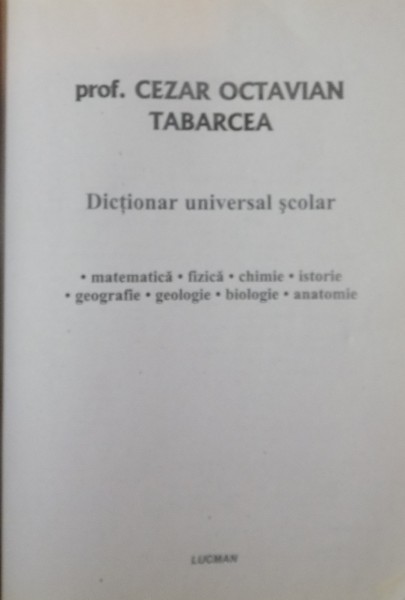 prof. CEZAR OCTAVIAN
TABARCEA
Dicționar universal școlar
• matematică • fizică • chimie • istorie
• geografie • geologie • biologie • anatomie
LUCMAN